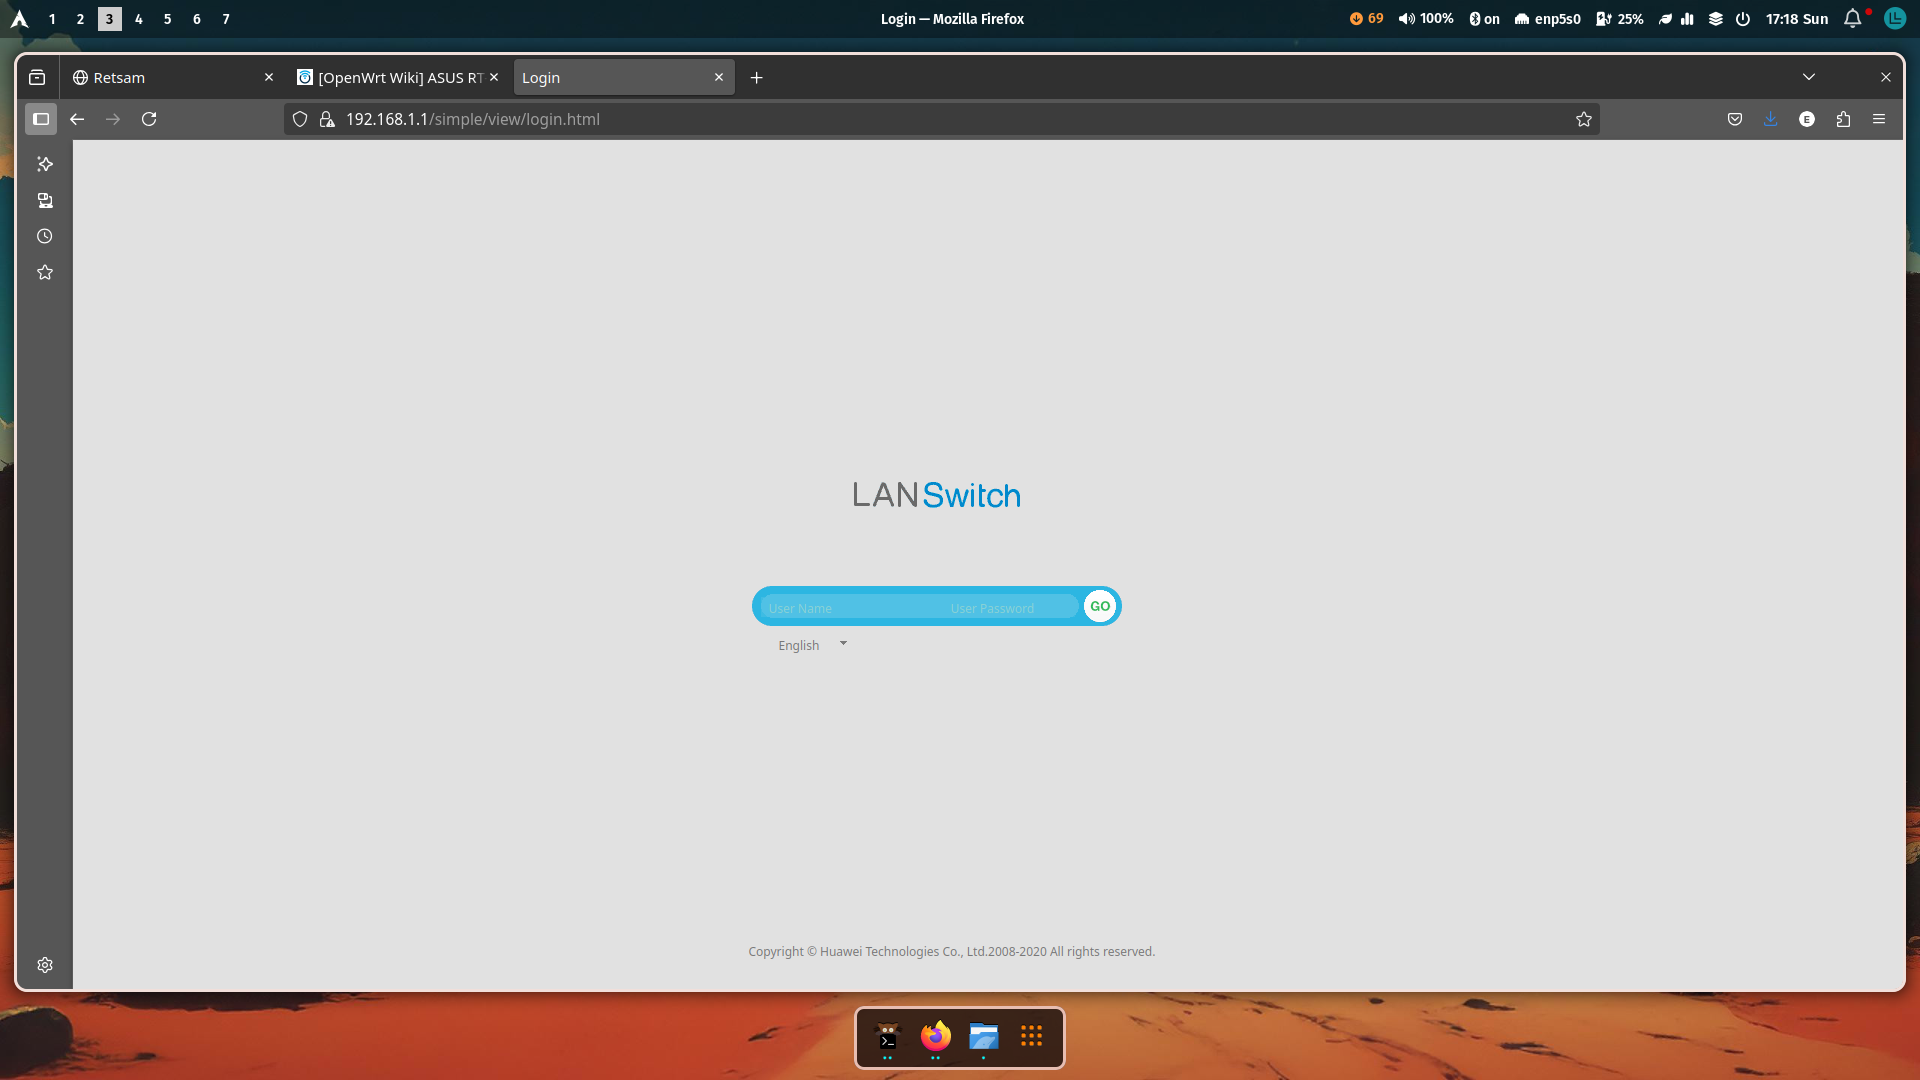 1 2 3 4 5 6 7
Login — Mozilla Firefox
69 100% on enp5s0 25% 17:18 Sun
Retsam
[OpenWrt Wiki] ASUS RT-
Login
192.168.1.1/simple/view/login.html
E
LANSwitch
User Name User Password GO
English
Copyright © Huawei Technologies Co., Ltd.2008-2020 All rights reserved.